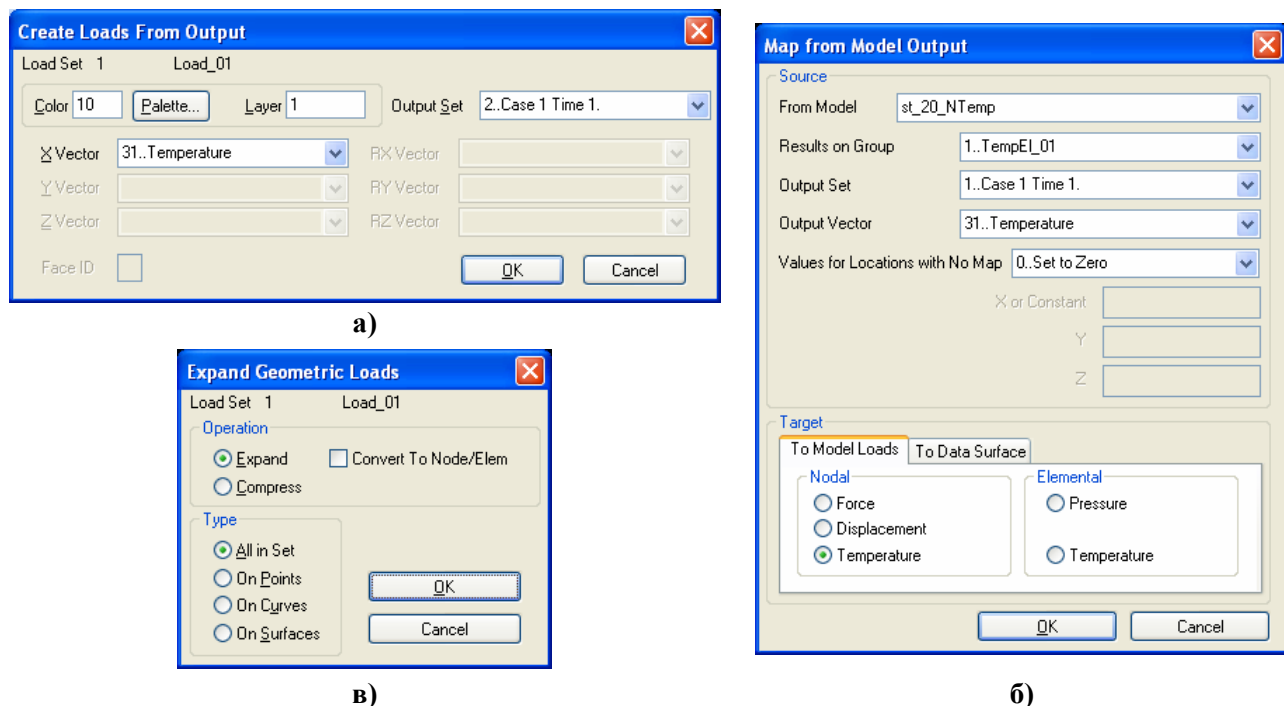 Create Loads From Output
Load Set 1 Load_01
Color 10 Palette... Layer 1 Output Set 2..Case 1 Time 1.
X Vector 31..Temperature RX Vector
Y Vector RY Vector
Z Vector RZ Vector
Face ID OK Cancel
а)
Expand Geometric Loads
Load Set 1 Load_01
Operation
Expand Convert To Node/Elem
Compress
Type
All in Set
On Points
On Curves
On Surfaces
OK
Cancel
в)
Map from Model Output
Source
From Model st_20_NTemp
Results on Group 1..TempEl_01
Output Set 1..Case 1 Time 1.
Output Vector 31..Temperature
Values for Locations with No Map 0..Set to Zero
X or Constant
Y
Z
Target
To Model Loads To Data Surface
Nodal Elemental
Force Pressure
Displacement
Temperature Temperature
OK Cancel
б)